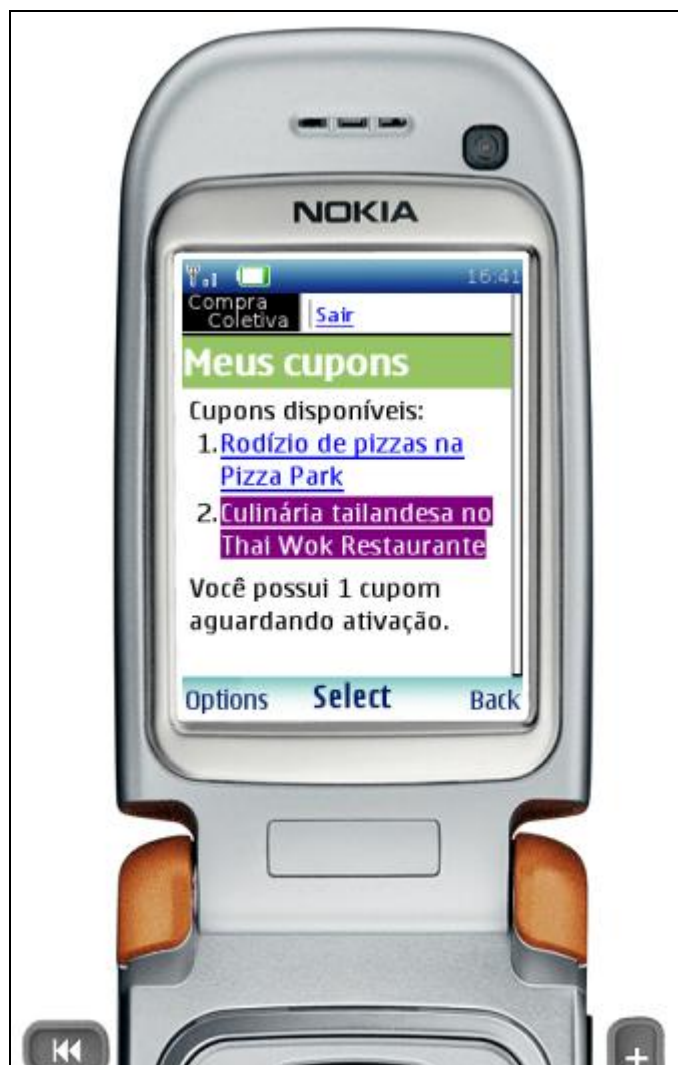 NOKIA
16:41
Compra
Coletiva
Sair
Meus cupons
Cupons disponíveis:
1. Rodízio de pizzas na
Pizza Park
2. Culinária tailandesa no
Thai Wok Restaurante
Você possui 1 cupom
aguardando ativação.
Options Select Back
+